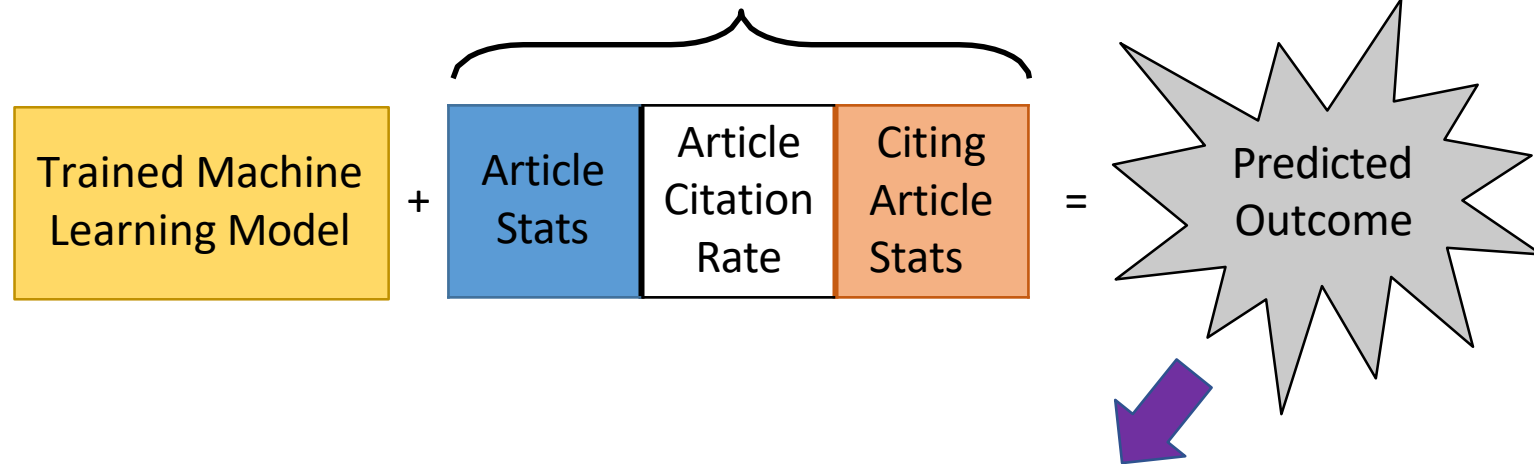 Trained Machine
Learning Model
+
Article
Stats
Article
Citation
Rate
Citing
Article
Stats
=
Predicted
Outcome